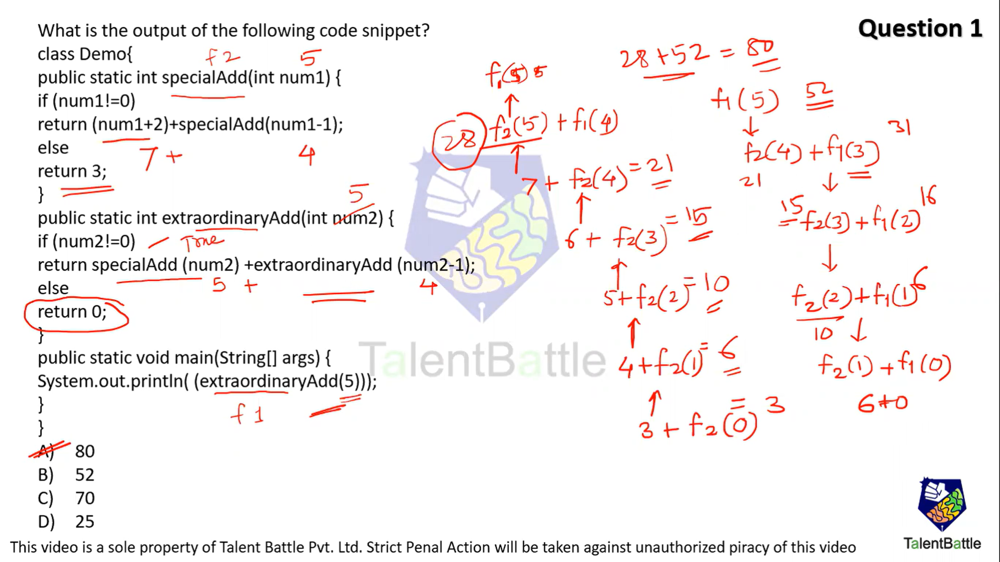 Question 1
What is the output of the following code snippet?
class Demo{
f2 5
public static int specialAdd(int num1) {
if (num1!=0)
return (num1+2)+specialAdd(num1-1);
else
7 + 4
return 3;
}
5
public static int extraordinaryAdd(int num2) {
if (num2!=0) True
return specialAdd (num2) +extraordinaryAdd (num2-1);
else
5 + 4
return 0;
}
public static void main(String[] args) {
System.out.println( (extraordinaryAdd(5)));
}
f1
}
A) 80
B) 52
C) 70
D) 25
f1(5) 5
28 f2(5) + f1(4)
7 + f2(4) = 21
6 + f2(3) = 15
5 + f2(2) = 10
4 + f2(1) = 6
3 + f2(0) = 3
28 + 52 = 80
f1(5) 52
f2(4) + f1(3) 31
21
15 f2(3) + f1(2) 16
f2(2) + f1(1) 6
10
f2(1) + f1(0)
6+0
TalentBattle
TalentBattle
This video is a sole property of Talent Battle Pvt. Ltd. Strict Penal Action will be taken against unauthorized piracy of this video